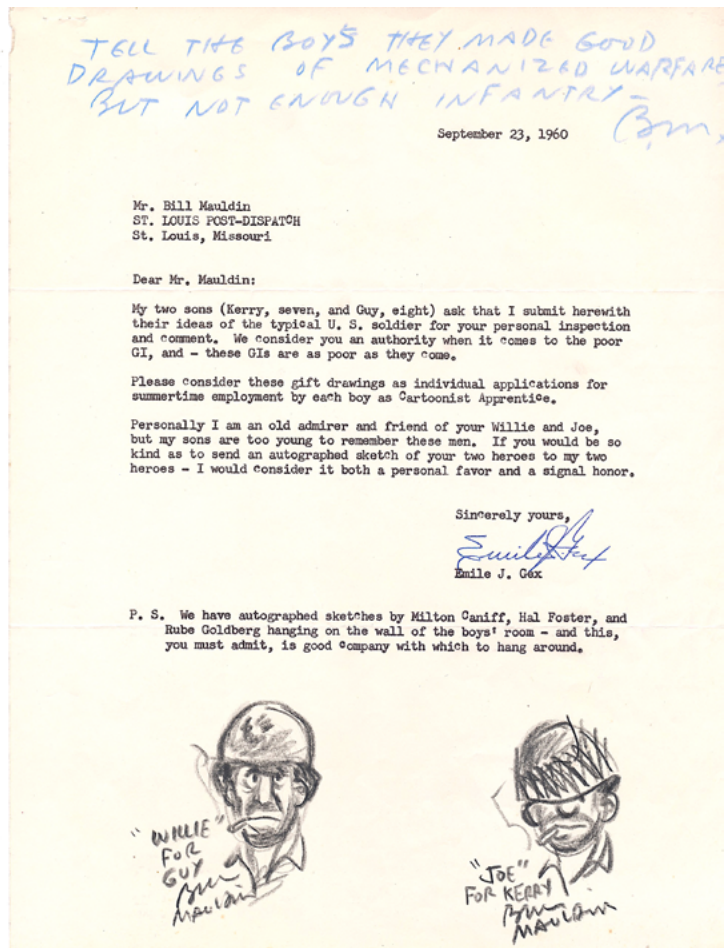 TELL THE BOYS THEY MADE GOOD
DRAWINGS OF MECHANIZED WARFARE
BUT NOT ENOUGH INFANTRY—
B.M.
September 23, 1960
Mr. Bill Mauldin
ST. LOUIS POST-DISPATCH
St. Louis, Missouri
Dear Mr. Mauldin:
My two sons (Kerry, seven, and Guy, eight) ask that I submit herewith
their ideas of the typical U. S. soldier for your personal inspection
and comment. We consider you an authority when it comes to the poor
GI, and - these GIs are as poor as they come.
Please consider these gift drawings as individual applications for
summertime employment by each boy as Cartoonist Apprentice.
Personally I am an old admirer and friend of your Willie and Joe,
but my sons are too young to remember these men. If you would be so
kind as to send an autographed sketch of your two heroes to my two
heroes - I would consider it both a personal favor and a signal honor.
Sincerely yours,
Emile J. Gex
Emile J. Gex
P. S. We have autographed sketches by Milton Caniff, Hal Foster, and
Rube Goldberg hanging on the wall of the boys' room - and this,
you must admit, is good company with which to hang around.
"WILLIE"
FOR
GUY
Bill
MAULDIN
"JOE"
FOR KERRY
Bill
MAULDIN